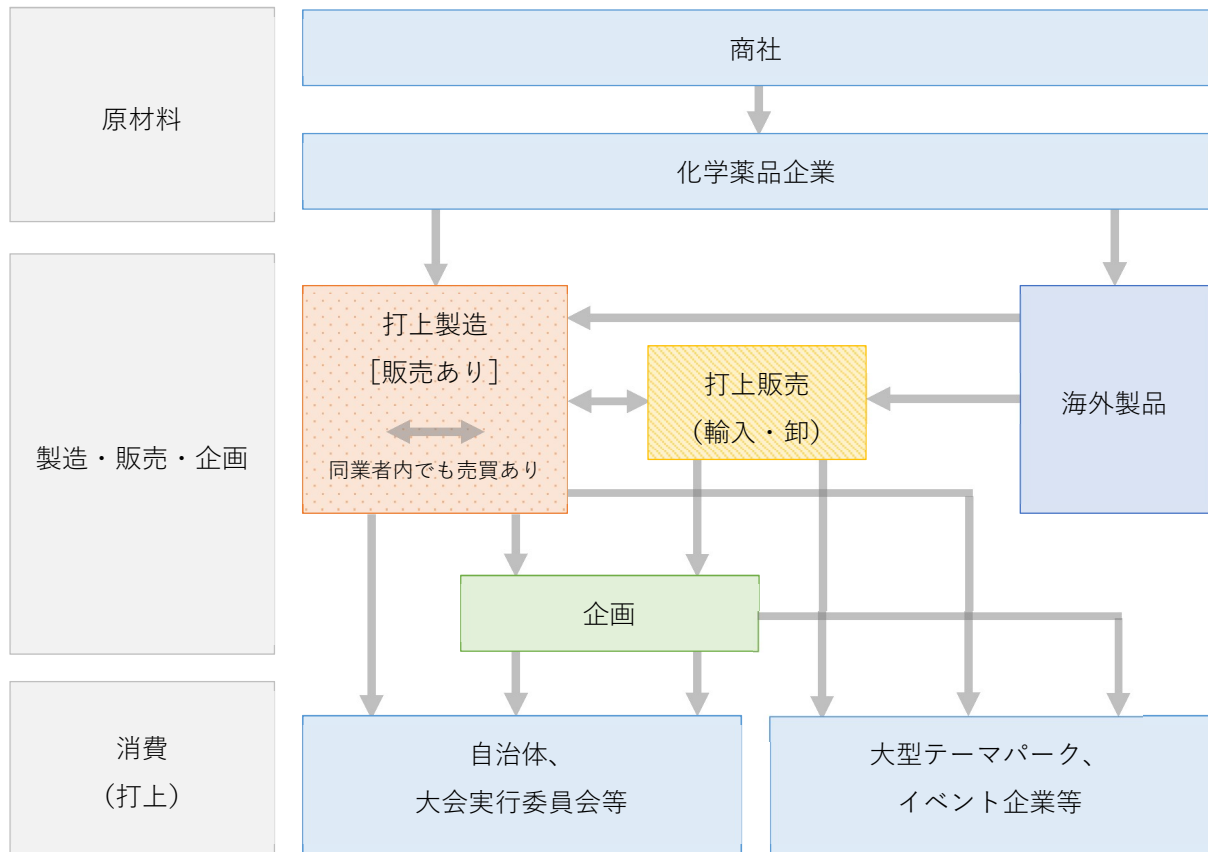 商社
原材料
化学薬品企業
打上製造
［販売あり］
同業者内でも売買あり
打上販売
（輸入・卸）
海外製品
製造・販売・企画
企画
消費
（打上）
自治体、
大会実行委員会等
大型テーマパーク、
イベント企業等